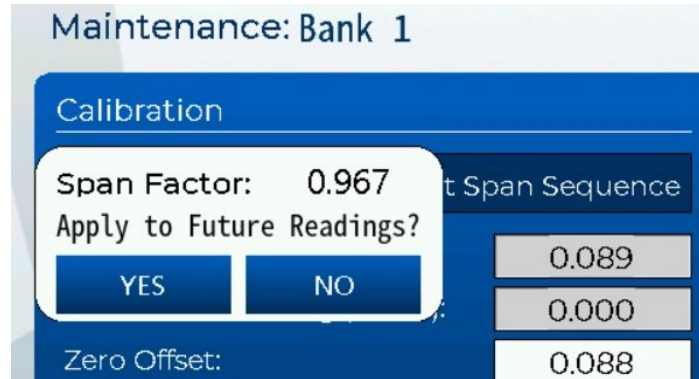 Maintenance: Bank 1
Calibration
Span Factor: 0.967
t Span Sequence
Apply to Future Readings?
0.089
YES NO
0.000
Zero Offset: 0.088